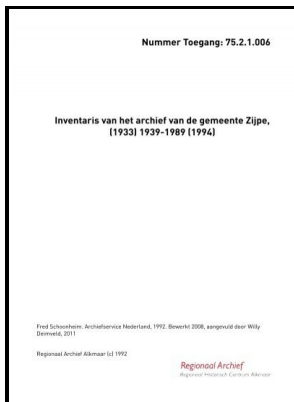 Nummer Toegang: 75.2.1.006
Inventaris van het archief van de gemeente Zijpe,
(1933) 1939-1989 (1994)
Fred Schoonheim. Archiefservice Nederland, 1992. Bewerkt 2008, aangevuld door Willy
Deimveld, 2011
Regionaal Archief Alkmaar (c) 1992
Regionaal Archief
Regionaal Historisch Centrum Alkmaar